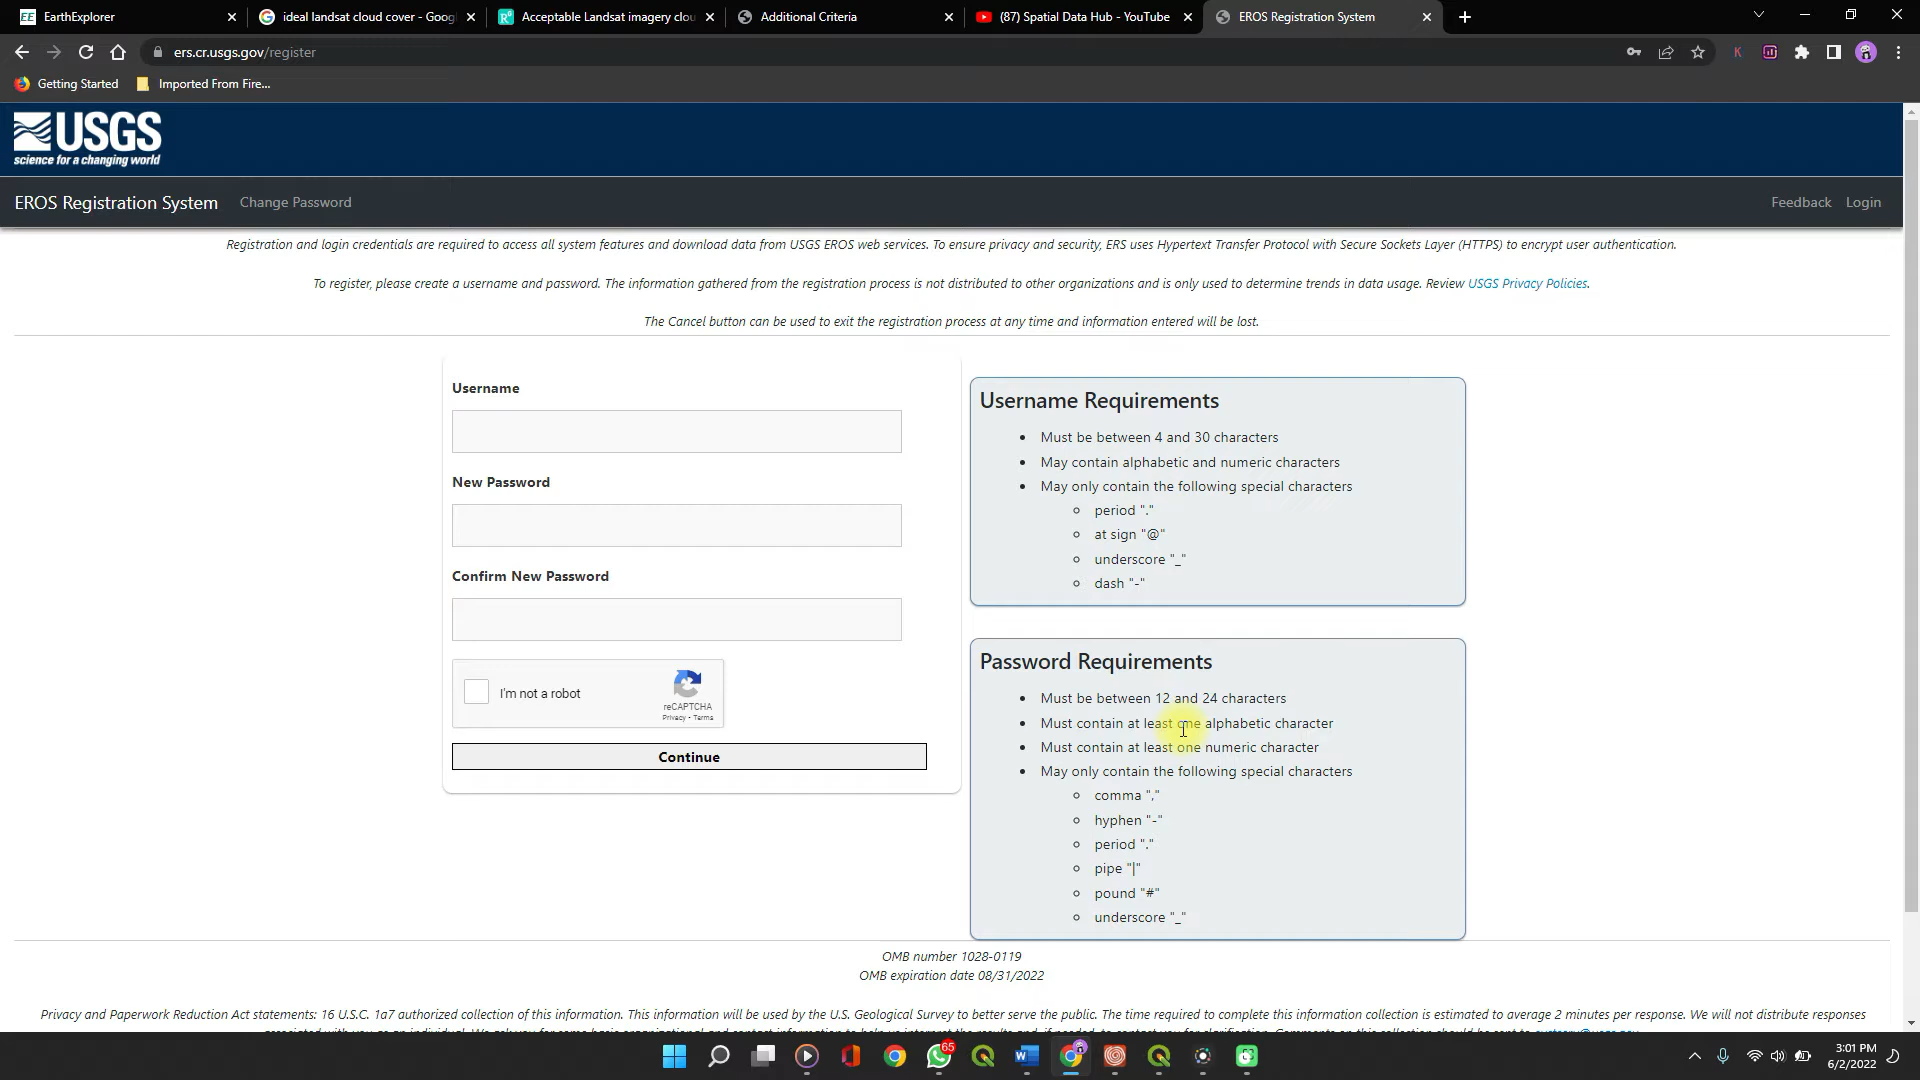 EarthExplorer
ideal landsat cloud cover - Goog
Acceptable Landsat imagery clou
Additional Criteria
(87) Spatial Data Hub - YouTube
EROS Registration System
ers.cr.usgs.gov/register
Getting Started
Imported From Fire...
USGS
science for a changing world
EROS Registration System
Change Password
Feedback
Login
Registration and login credentials are required to access all system features and download data from USGS EROS web services. To ensure privacy and security, ERS uses Hypertext Transfer Protocol with Secure Sockets Layer (HTTPS) to encrypt user authentication.
To register, please create a username and password. The information gathered from the registration process is not distributed to other organizations and is only used to determine trends in data usage. Review USGS Privacy Policies.
The Cancel button can be used to exit the registration process at any time and information entered will be lost.
Username
New Password
Confirm New Password
I'm not a robot
reCAPTCHA
Privacy - Terms
Continue
Username Requirements
Must be between 4 and 30 characters
May contain alphabetic and numeric characters
May only contain the following special characters
period "."
at sign "@"
underscore "_"
dash "-"
Password Requirements
Must be between 12 and 24 characters
Must contain at least one alphabetic character
Must contain at least one numeric character
May only contain the following special characters
comma ","
hyphen "-"
period "."
pipe "|"
pound "#"
underscore "_"
OMB number 1028-0119
OMB expiration date 08/31/2022
Privacy and Paperwork Reduction Act statements: 16 U.S.C. 1a7 authorized collection of this information. This information will be used by the U.S. Geological Survey to better serve the public. The time required to complete this information collection is estimated to average 2 minutes per response. We will not distribute responses
65
3:01 PM
6/2/2022